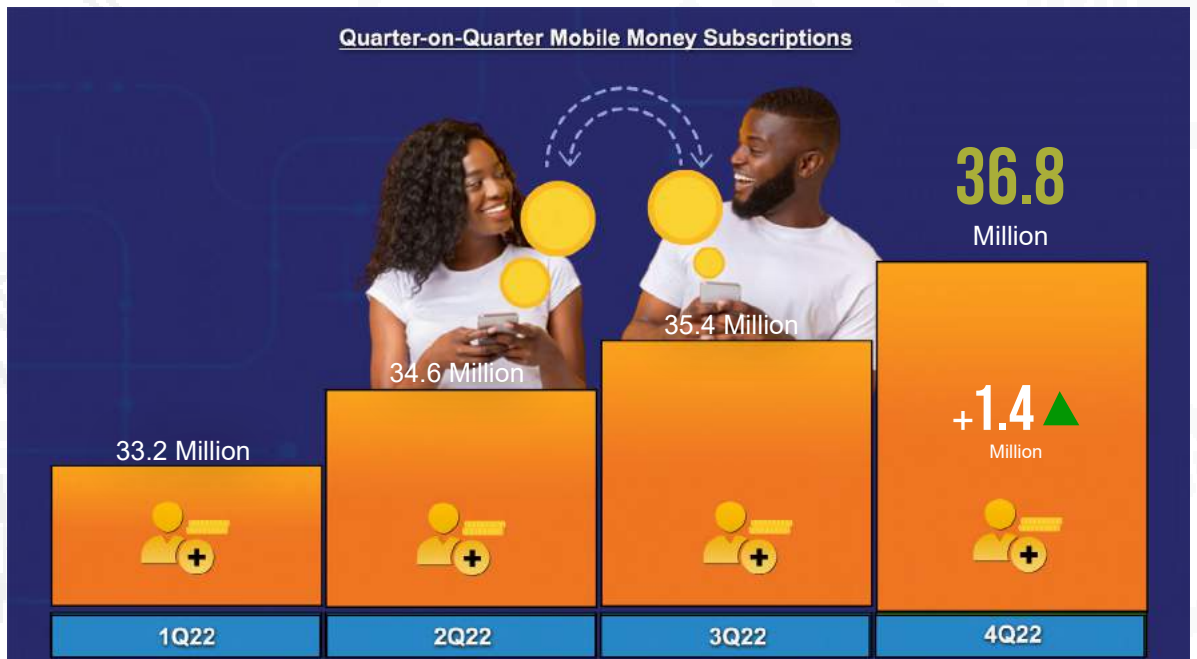 Quarter-on-Quarter Mobile Money Subscriptions
36.8
Million
35.4 Million
34.6 Million
+1.4
Million
33.2 Million
1Q22
2Q22
3Q22
4Q22